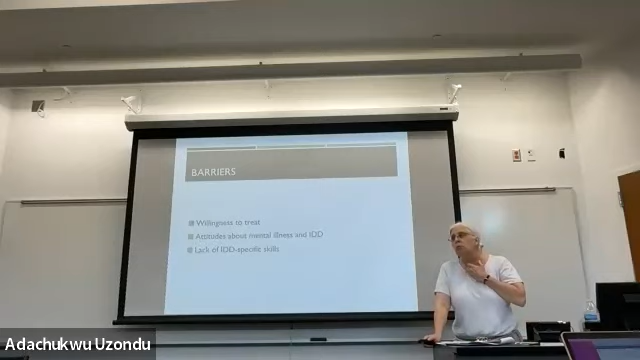 BARRIERS
Willingness to treat
Attitudes about mental illness and IDD
Lack of IDD-specific skills
Adachukwu Uzondu